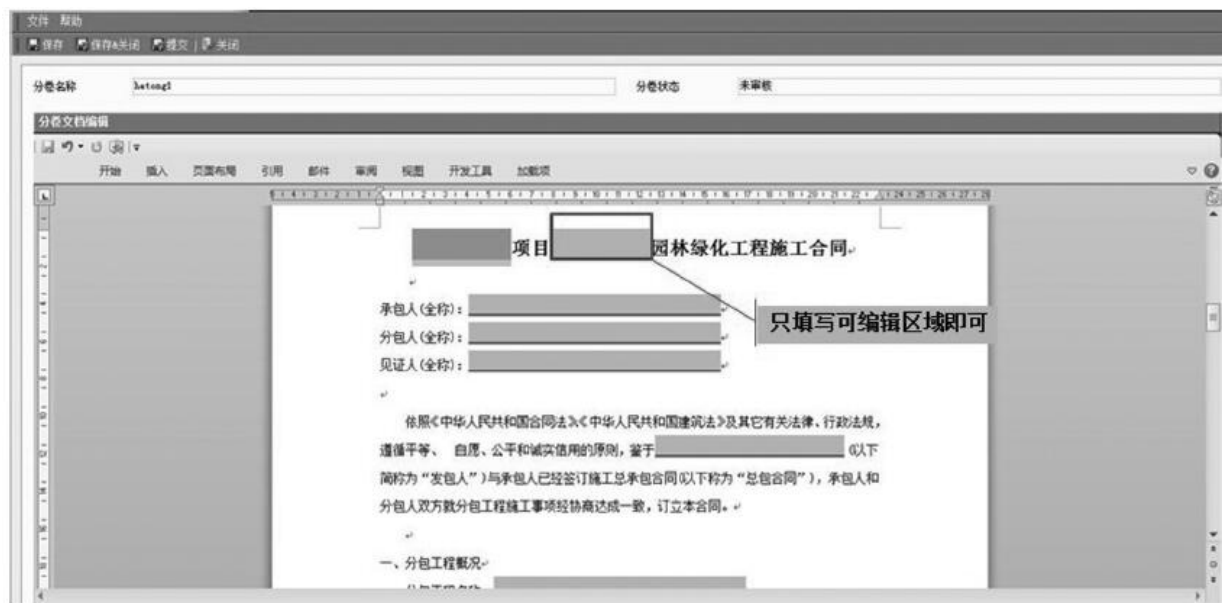 文件 帮助
保存 保存&关闭 提交 | 关闭
分卷名称 hetong1 分卷状态 未审核
分卷文档编辑
开始 插入 页面布局 引用 邮件 审阅 视图 开发工具 加载项
项目 园林绿化工程施工合同
承包人(全称):
分包人(全称):
见证人(全称):
只填写可编辑区域即可
依照《中华人民共和国合同法》、《中华人民共和国建筑法》及其它有关法律、行政法规,
遵循平等、 自愿、公平和诚实信用的原则,鉴于 (以下
简称为“发包人”)与承包人已经签订施工总承包合同(以下称为“总包合同”),承包人和
分包人双方就分包工程施工事项经协商达成一致,订立本合同。
一、分包工程概况